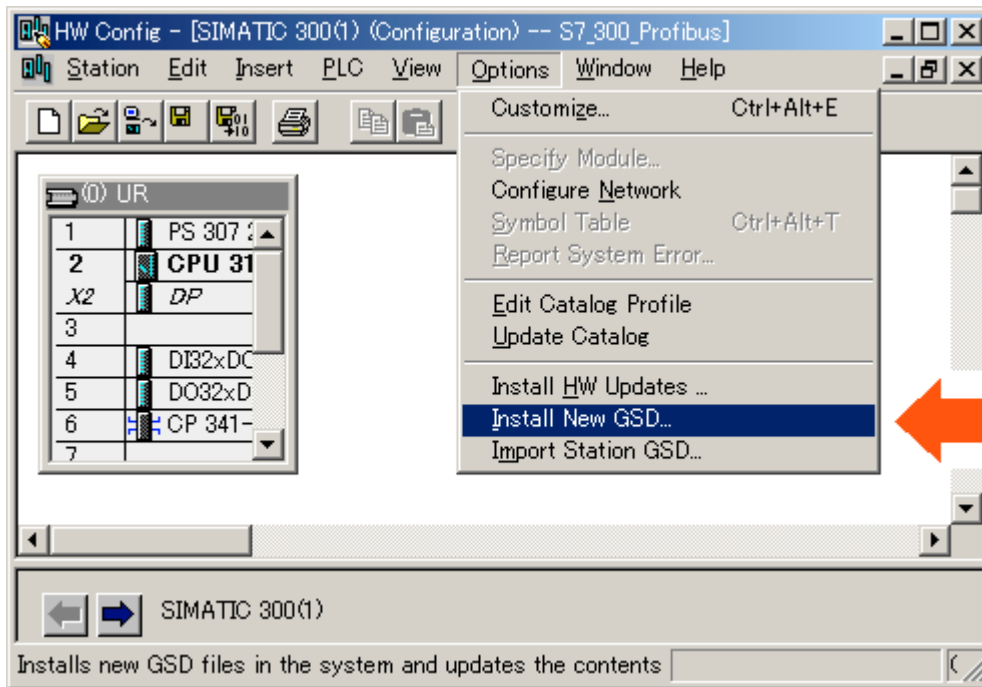 HW Config - [SIMATIC 300(1) (Configuration) -- S7_300_Profibus]
Station Edit Insert PLC View Options Window Help
Customize... Ctrl+Alt+E
Specify Module...
Configure Network
Symbol Table Ctrl+Alt+T
Report System Error...
Edit Catalog Profile
Update Catalog
Install HW Updates ...
Install New GSD...
Import Station GSD...
(0) UR
1 PS 307
2 CPU 31
X2 DP
3
4 DI32xDO
5 DO32xD
6 CP 341-
7
SIMATIC 300(1)
Installs new GSD files in the system and updates the contents